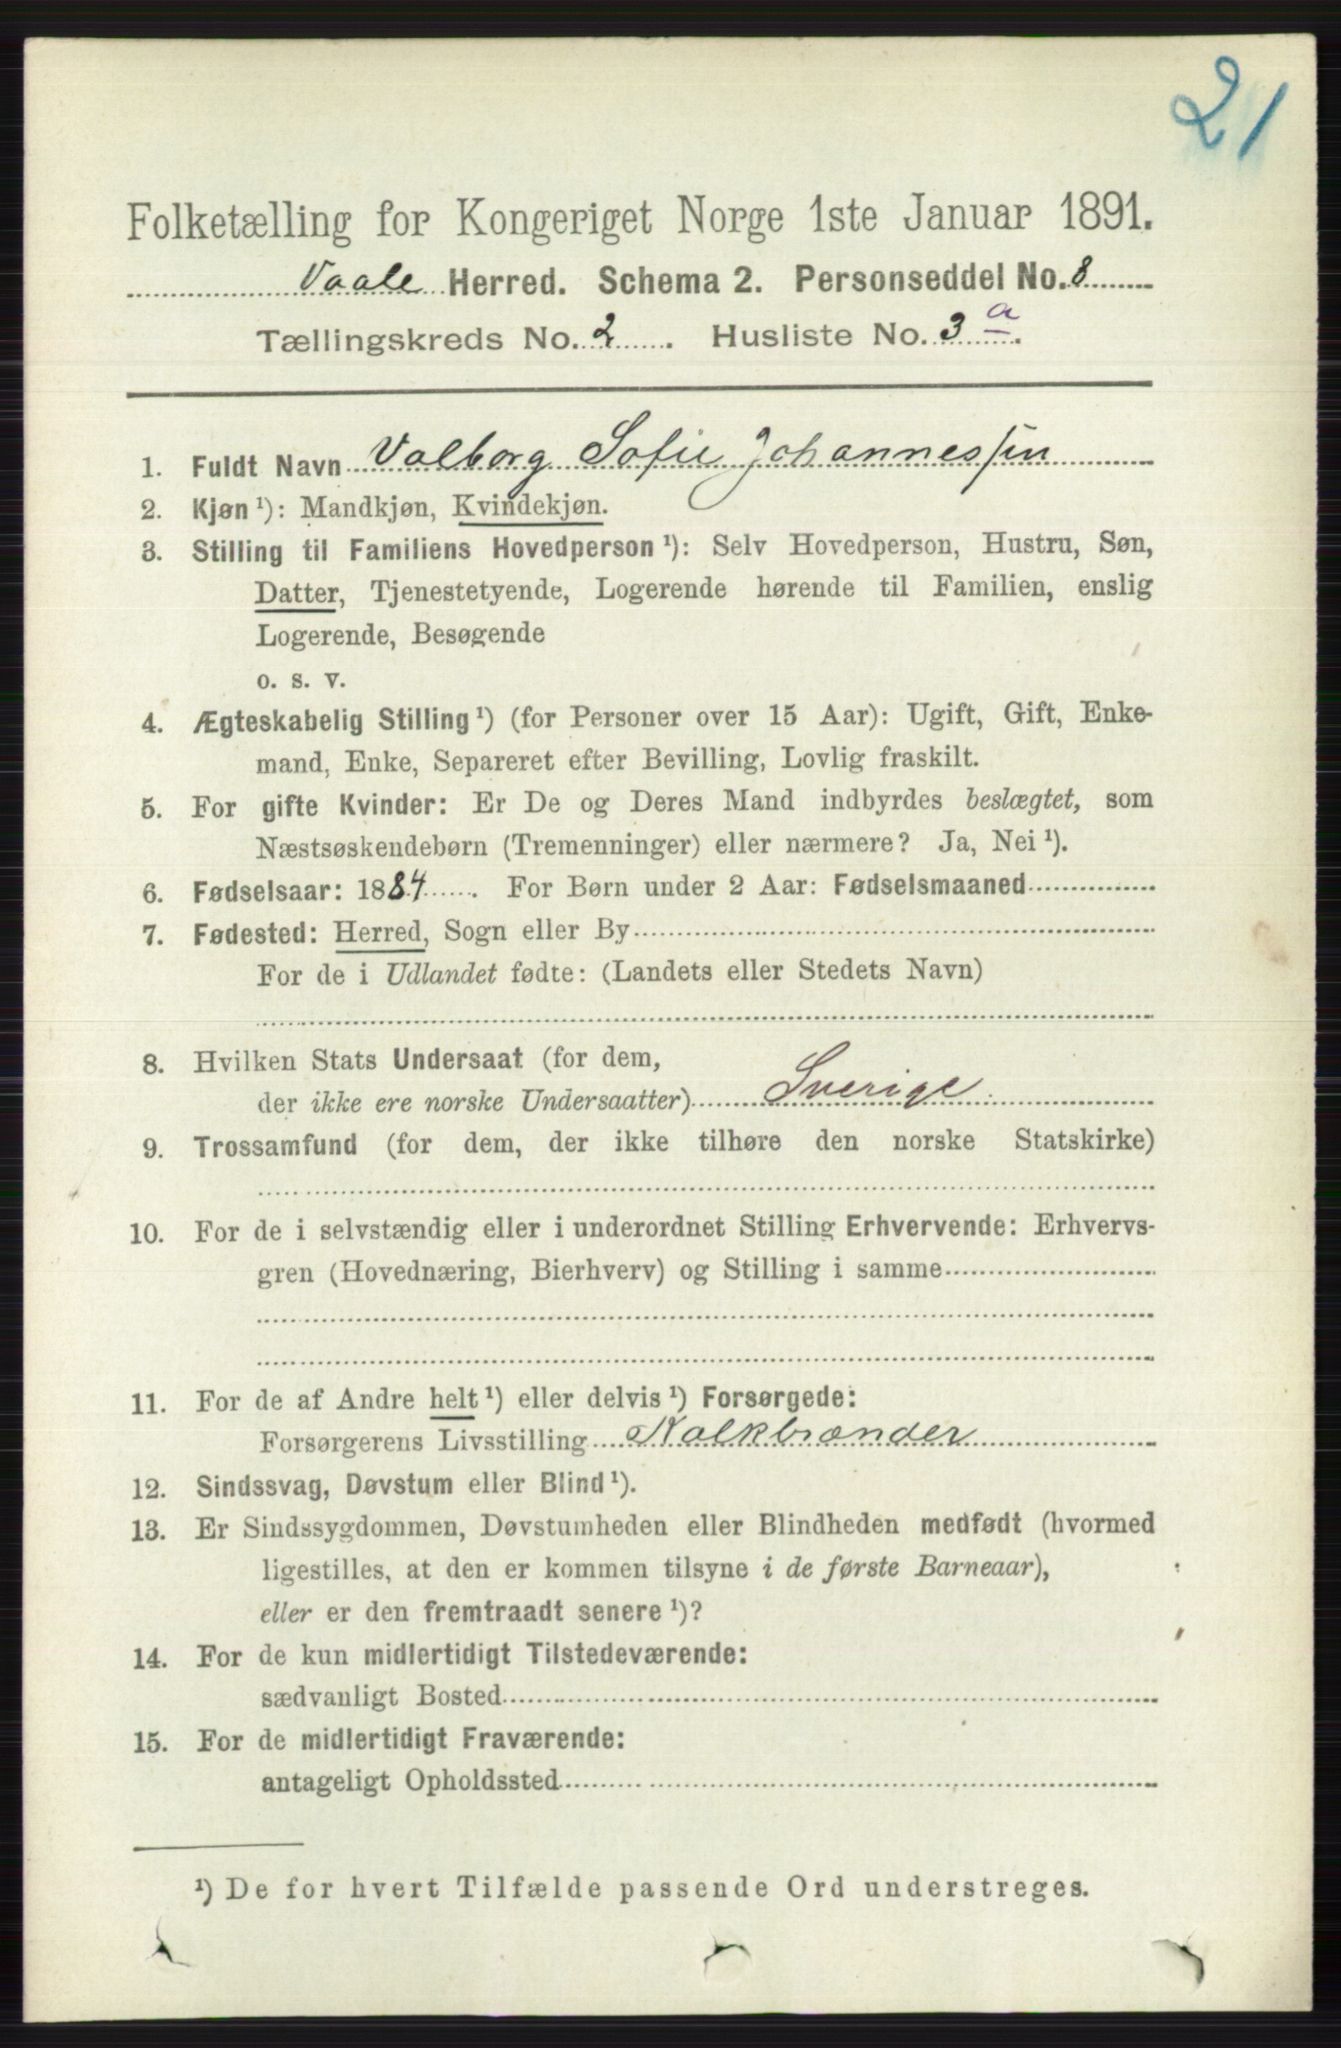 21
Folketælling for Kongeriget Norge 1ste Januar 1891.
Vaale Herred. Schema 2. Personseddel No. 8
Tællingskreds No. 2. Husliste No. 3 a.
1. Fuldt Navn Valborg Sofie Johannessen
2. Kjøn ¹): Mandkjøn, Kvindekjøn.
3. Stilling til Familiens Hovedperson ¹): Selv Hovedperson, Hustru, Søn,
Datter, Tjenestetyende, Logerende hørende til Familien, enslig
Logerende, Besøgende
o. s. v.
4. Ægteskabelig Stilling ¹) (for Personer over 15 Aar): Ugift, Gift, Enke-
mand, Enke, Separeret efter Bevilling, Lovlig fraskilt.
5. For gifte Kvinder: Er De og Deres Mand indbyrdes beslægtet, som
Næstsøskendebørn (Tremenninger) eller nærmere? Ja, Nei ¹).
6. Fødselsaar: 1884. For Børn under 2 Aar: Fødselsmaaned
7. Fødested: Herred, Sogn eller By
For de i Udlandet fødte: (Landets eller Stedets Navn)
8. Hvilken Stats Undersaat (for dem,
der ikke ere norske Undersaatter) Sverige.
9. Trossamfund (for dem, der ikke tilhøre den norske Statskirke)
10. For de i selvstændig eller i underordnet Stilling Erhvervende: Erhvervs-
gren (Hovednæring, Bierhverv) og Stilling i samme
11. For de af Andre helt ¹) eller delvis ¹) Forsørgede:
Forsørgerens Livsstilling Kalkbrænder
12. Sindssvag, Døvstum eller Blind ¹).
13. Er Sindssygdommen, Døvstumheden eller Blindheden medfødt (hvormed
ligestilles, at den er kommen tilsyne i de første Barneaar),
eller er den fremtraadt senere ¹)?
14. For de kun midlertidigt Tilstedeværende:
sædvanligt Bosted
15. For de midlertidigt Fraværende:
antageligt Opholdssted
¹) De for hvert Tilfælde passende Ord understreges.